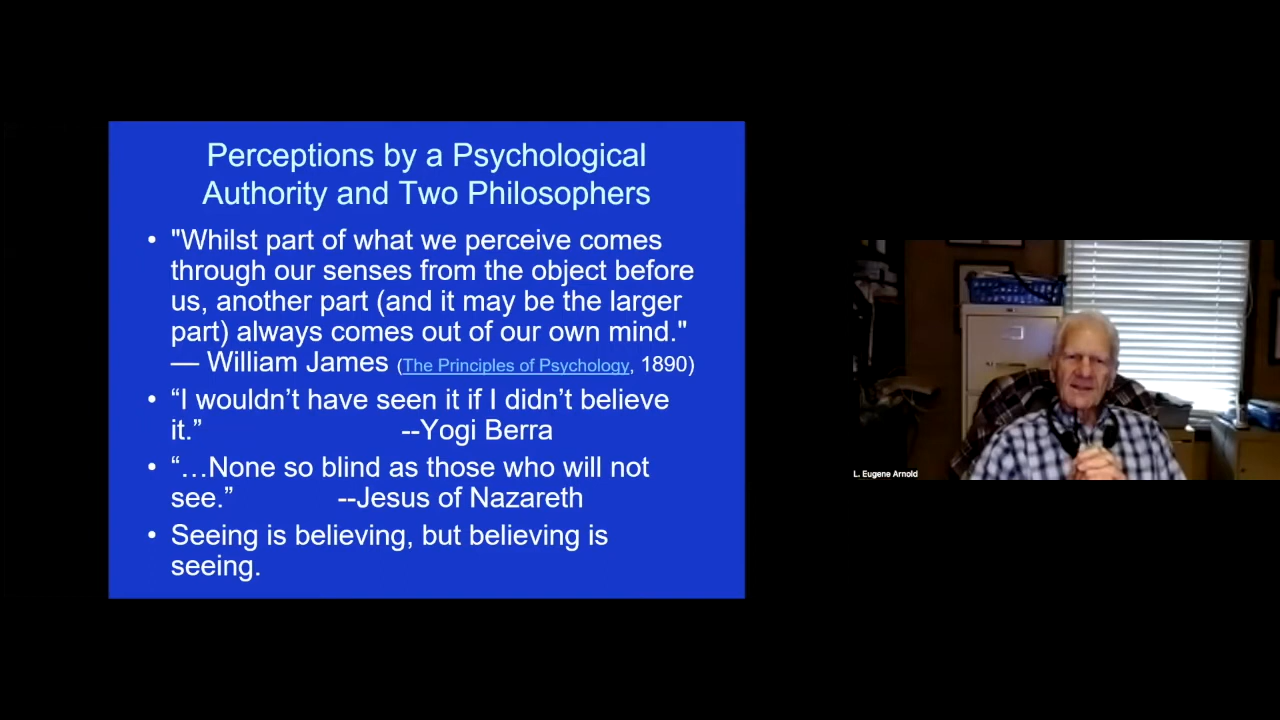 Perceptions by a Psychological
Authority and Two Philosophers
• "Whilst part of what we perceive comes
through our senses from the object before
us, another part (and it may be the larger
part) always comes out of our own mind."
— William James (The Principles of Psychology, 1890)
• “I wouldn’t have seen it if I didn’t believe
it.” --Yogi Berra
• “…None so blind as those who will not
see.” --Jesus of Nazareth
• Seeing is believing, but believing is
seeing.
L. Eugene Arnold